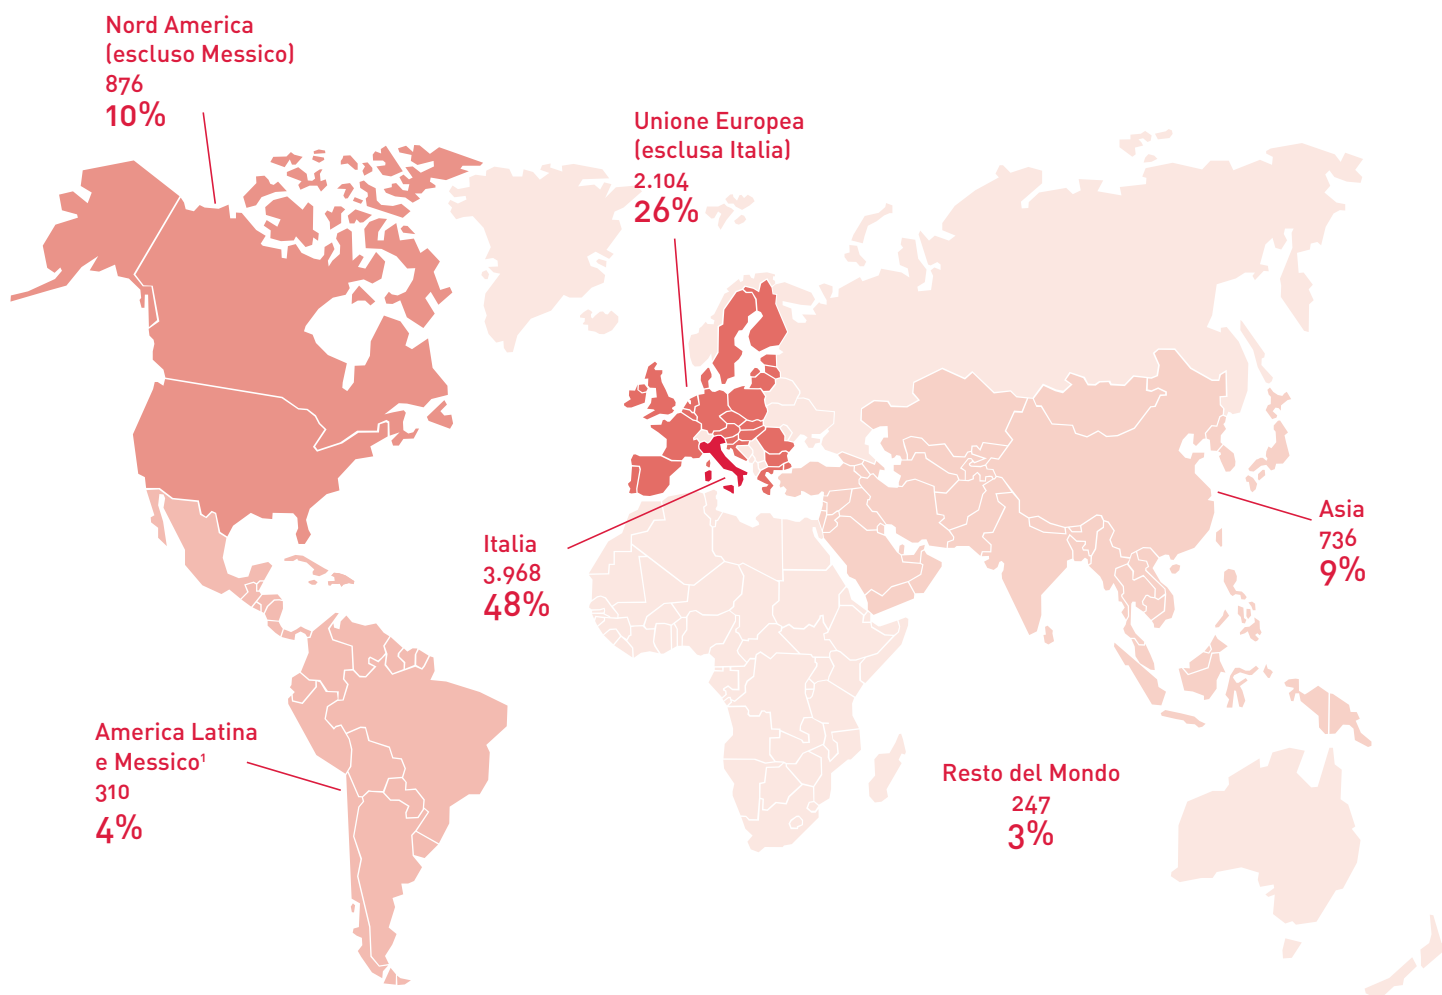 Nord America
(escluso Messico)
876
10%
Unione Europea
(esclusa Italia)
2.104
26%
Italia
3.968
48%
Asia
736
9%
America Latina
e Messico¹
310
4%
Resto del Mondo
247
3%